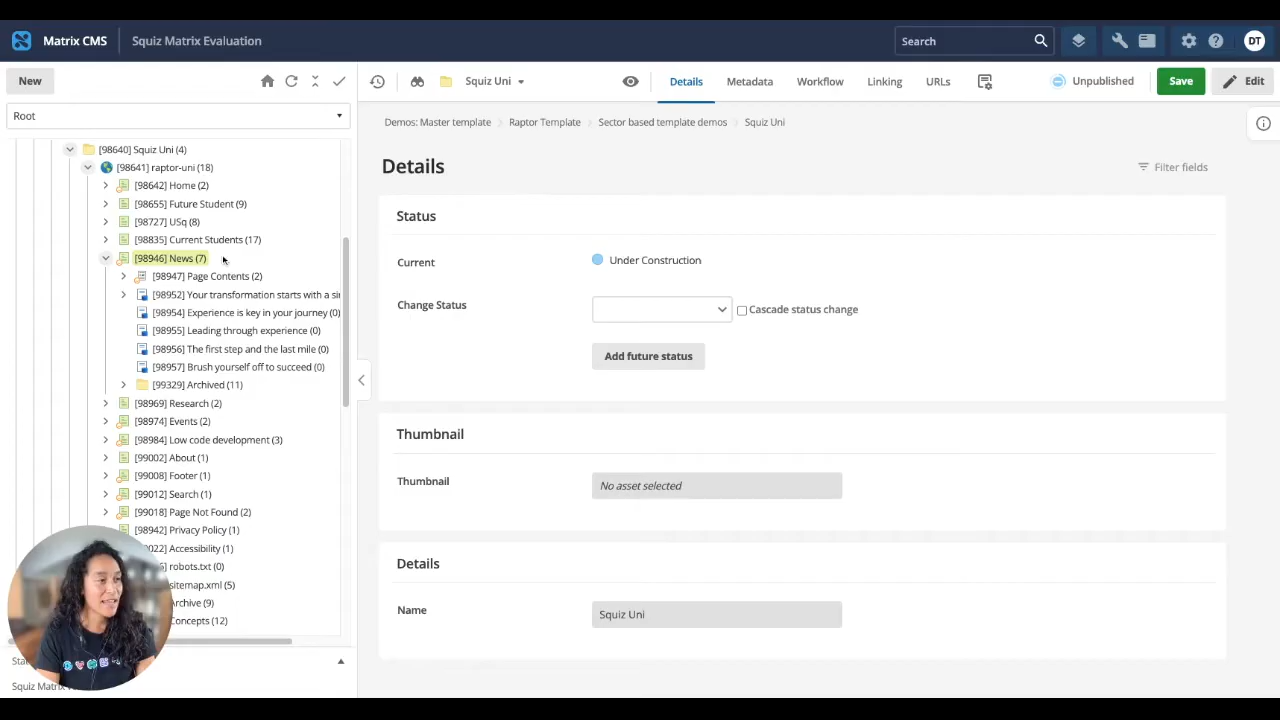 Matrix CMS
Squiz Matrix Evaluation
Search
DT
New
Squiz Uni
Details
Metadata
Workflow
Linking
URLs
Unpublished
Save
Edit
Root
Demos: Master template
Raptor Template
Sector based template demos
Squiz Uni
[98640] Squiz Uni (4)
[98641] raptor-uni (18)
[98642] Home (2)
[98655] Future Student (9)
[98727] USq (8)
[98835] Current Students (17)
[98946] News (7)
[98947] Page Contents (2)
[98952] Your transformation starts with a sin
[98954] Experience is key in your journey (0)
[98955] Leading through experience (0)
[98956] The first step and the last mile (0)
[98957] Brush yourself off to succeed (0)
[99329] Archived (11)
[98969] Research (2)
[98974] Events (2)
[98984] Low code development (3)
[99002] About (1)
[99008] Footer (1)
[99012] Search (1)
[99018] Page Not Found (2)
[98942] Privacy Policy (1)
022] Accessibility (1)
] robots.txt (0)
sitemap.xml (5)
Archive (9)
Concepts (12)
Squiz Matrix
Details
Filter fields
Status
Current
Under Construction
Change Status
Cascade status change
Add future status
Thumbnail
Thumbnail
No asset selected
Details
Name
Squiz Uni